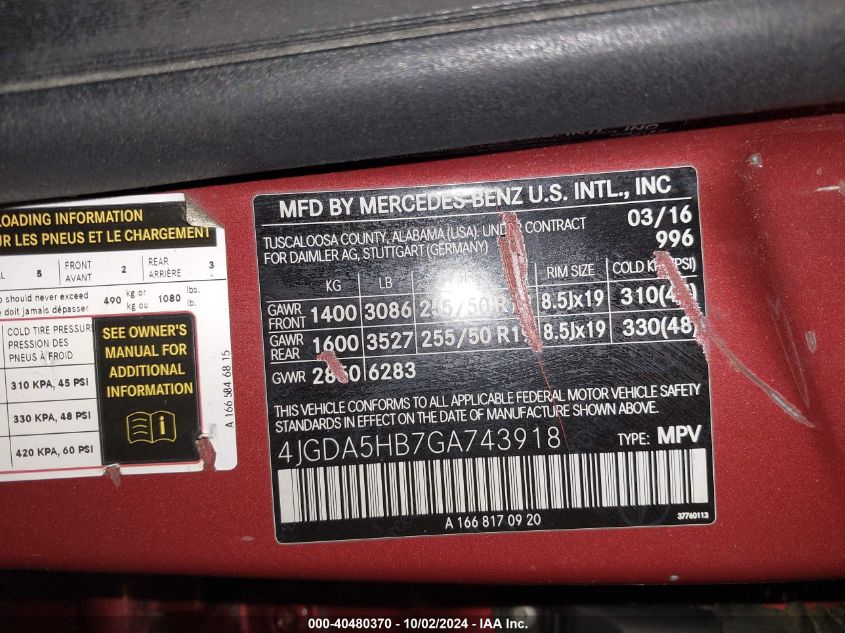 LOADING INFORMATION
UR LES PNEUS ET LE CHARGEMENT
5 FRONT AVANT 2 REAR ARRIÈRE 3
should never exceed 490 kg or 1080 lbs.
doit jamais dépasser kg ou lb.
COLD TIRE PRESSURE
PRESSION DES
PNEUS À FROID
310 KPA, 45 PSI
330 KPA, 48 PSI
420 KPA, 60 PSI
SEE OWNER'S
MANUAL FOR
ADDITIONAL
INFORMATION
A 166 584 68 15
MFD BY MERCEDES-BENZ U.S. INTL., INC
TUSCALOOSA COUNTY, ALABAMA (USA), UNDER CONTRACT 03/16
FOR DAIMLER AG, STUTTGART (GERMANY) 996
KG LB RIM SIZE COLD
GAWR FRONT 1400 3086 255/50 8.5Jx19
GAWR REAR 1600 3527 255/50 8.5Jx19 330(48)
GVWR 6283
THIS VEHICLE CONFORMS TO ALL APPLICABLE FEDERAL MOTOR VEHICLE SAFETY
STANDARDS IN EFFECT ON THE DATE OF MANUFACTURE SHOWN ABOVE.
4JGDA5HB7GA743918 TYPE: MPV
A 166 817 09 20
37760113
000-40480370 - 10/02/2024 - IAA Inc.